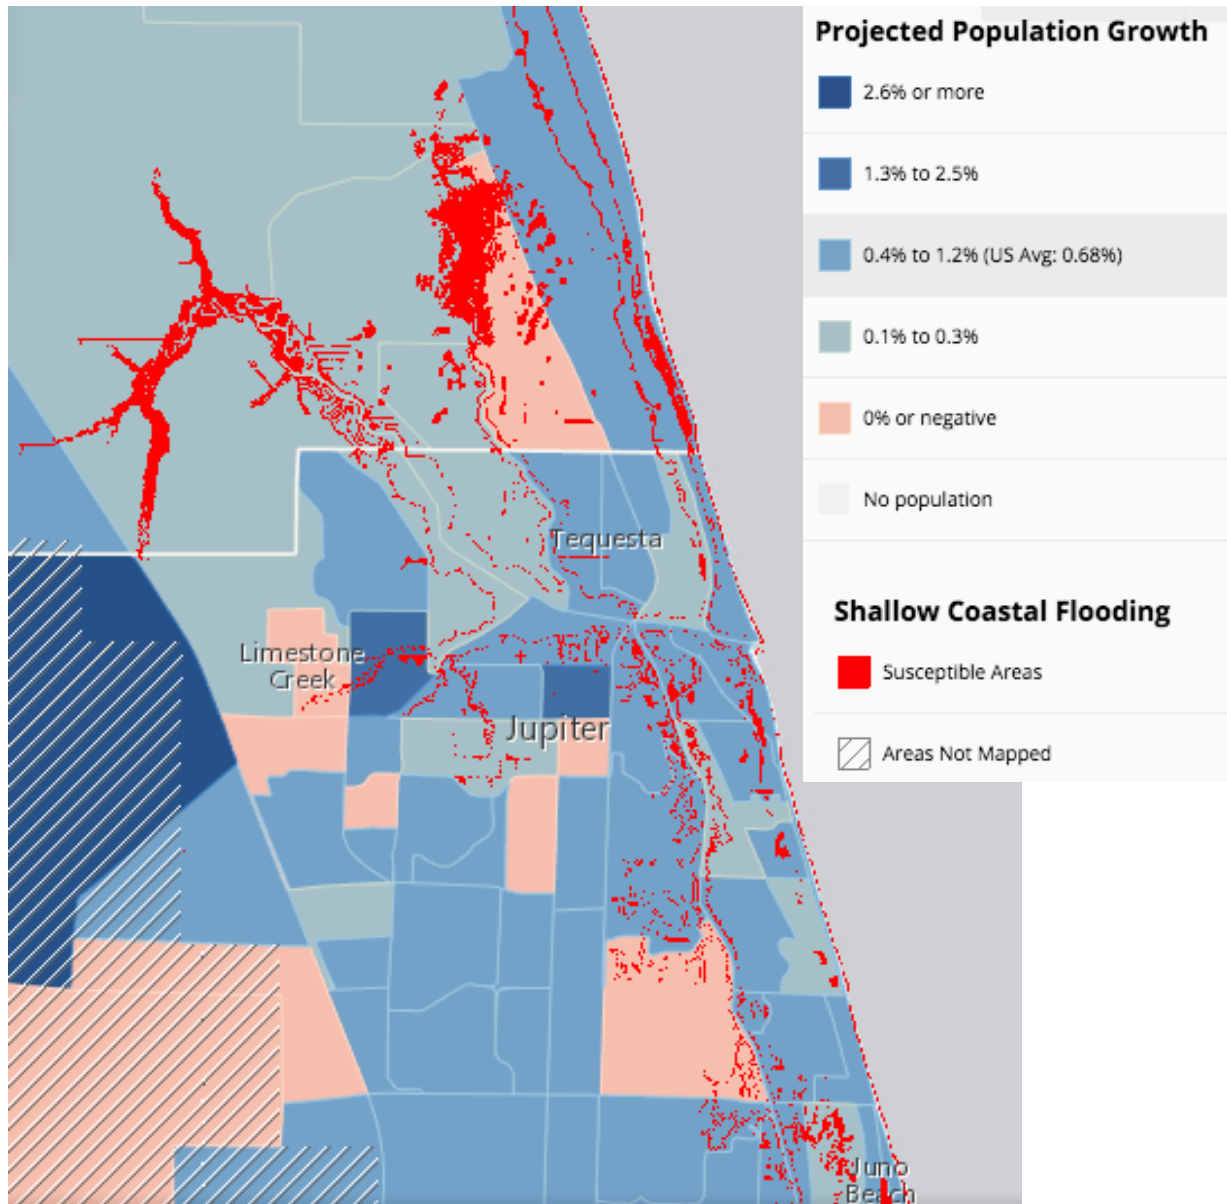 Projected Population Growth
2.6% or more
1.3% to 2.5%
0.4% to 1.2% (US Avg: 0.68%)
0.1% to 0.3%
0% or negative
No population
Shallow Coastal Flooding
Susceptible Areas
Areas Not Mapped
Tequesta
Limestone
Creek
Jupiter
Juno
Beach